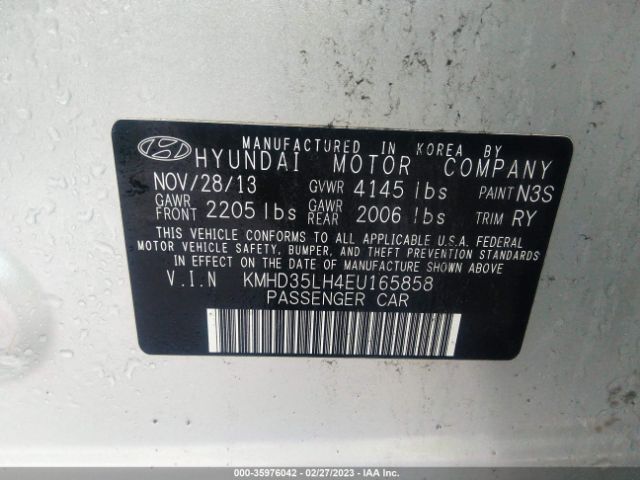 MANUFACTURED IN KOREA BY
HYUNDAI MOTOR COMPANY
NOV/28/13 GVWR 4145 lbs PAINT N3S
GAWR FRONT 2205 lbs GAWR REAR 2006 lbs TRIM RY
THIS VEHICLE CONFORMS TO ALL APPLICABLE U.S.A. FEDERAL
MOTOR VEHICLE SAFETY, BUMPER, AND THEFT PREVENTION STANDARDS
IN EFFECT ON THE DATE OF MANUFACTURE SHOWN ABOVE
V.I.N KMHD35LH4EU165858
PASSENGER CAR
000-35976042 - 02/27/2023 - IAAI.COM